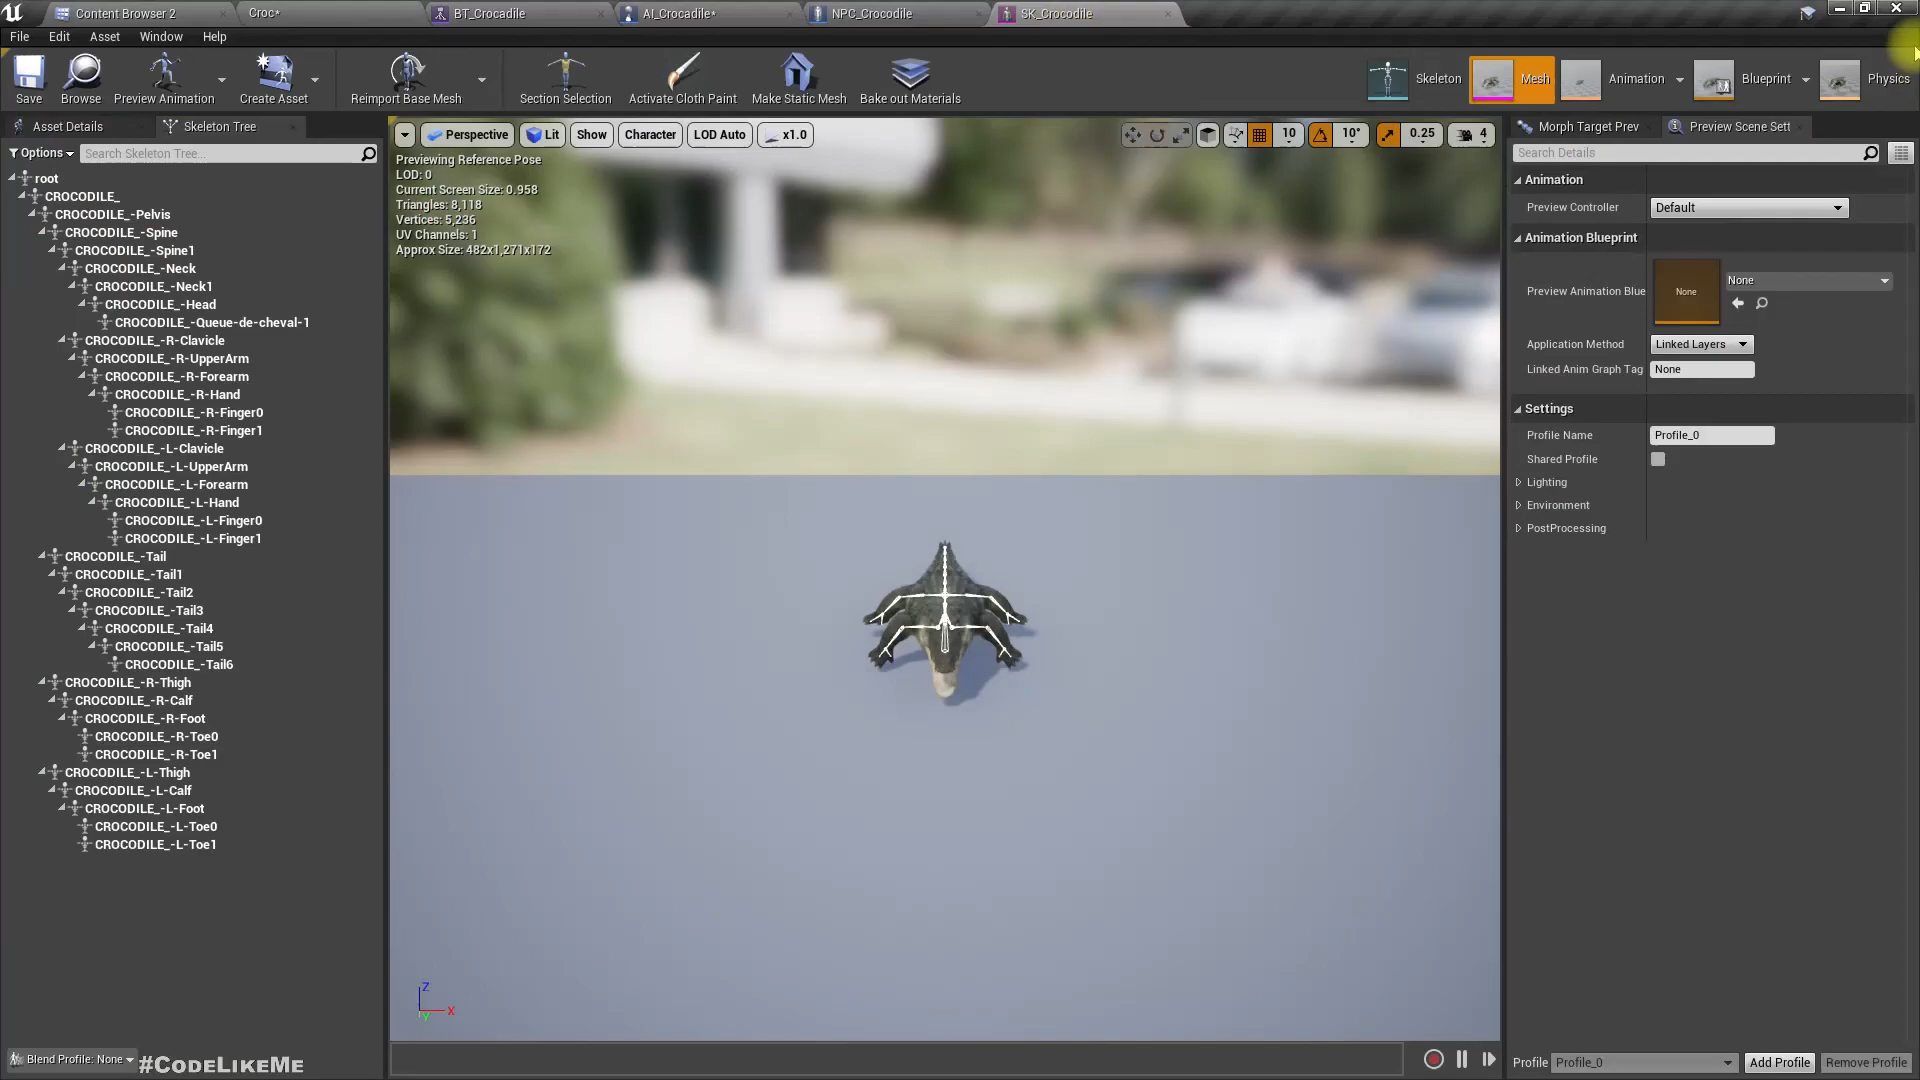 Content Browser 2
Croc*
BT_Crocadile
AI_Crocadile*
NPC_Crocodile
SK_Crocodile
File Edit Asset Window Help
Save
Browse
Preview Animation
Create Asset
Reimport Base Mesh
Section Selection
Activate Cloth Paint
Make Static Mesh
Bake out Materials
Skeleton
Mesh
Animation
Blueprint
Physics
Asset Details
Skeleton Tree
Options
Search Skeleton Tree...
root
CROCODILE_
CROCODILE_-Pelvis
CROCODILE_-Spine
CROCODILE_-Spine1
CROCODILE_-Neck
CROCODILE_-Neck1
CROCODILE_-Head
CROCODILE_-Queue-de-cheval-1
CROCODILE_-R-Clavicle
CROCODILE_-R-UpperArm
CROCODILE_-R-Forearm
CROCODILE_-R-Hand
CROCODILE_-R-Finger0
CROCODILE_-R-Finger1
CROCODILE_-L-Clavicle
CROCODILE_-L-UpperArm
CROCODILE_-L-Forearm
CROCODILE_-L-Hand
CROCODILE_-L-Finger0
CROCODILE_-L-Finger1
CROCODILE_-Tail
CROCODILE_-Tail1
CROCODILE_-Tail2
CROCODILE_-Tail3
CROCODILE_-Tail4
CROCODILE_-Tail5
CROCODILE_-Tail6
CROCODILE_-R-Thigh
CROCODILE_-R-Calf
CROCODILE_-R-Foot
CROCODILE_-R-Toe0
CROCODILE_-R-Toe1
CROCODILE_-L-Thigh
CROCODILE_-L-Calf
CROCODILE_-L-Foot
CROCODILE_-L-Toe0
CROCODILE_-L-Toe1
Blend Profile: None
#CodeLikeMe
Perspective
Lit
Show
Character
LOD Auto
x1.0
10
10°
0.25
4
Previewing Reference Pose
LOD: 0
Current Screen Size: 0.958
Triangles: 8,118
Vertices: 5,236
UV Channels: 1
Approx Size: 482x1,271x172
Z
X
Y
Morph Target Prev
Preview Scene Sett
Search Details
Animation
Preview Controller Default
Animation Blueprint
Preview Animation Blue
None
None
Application Method Linked Layers
Linked Anim Graph Tag None
Settings
Profile Name Profile_0
Shared Profile
Lighting
Environment
PostProcessing
Profile Profile_0 Add Profile Remove Profile